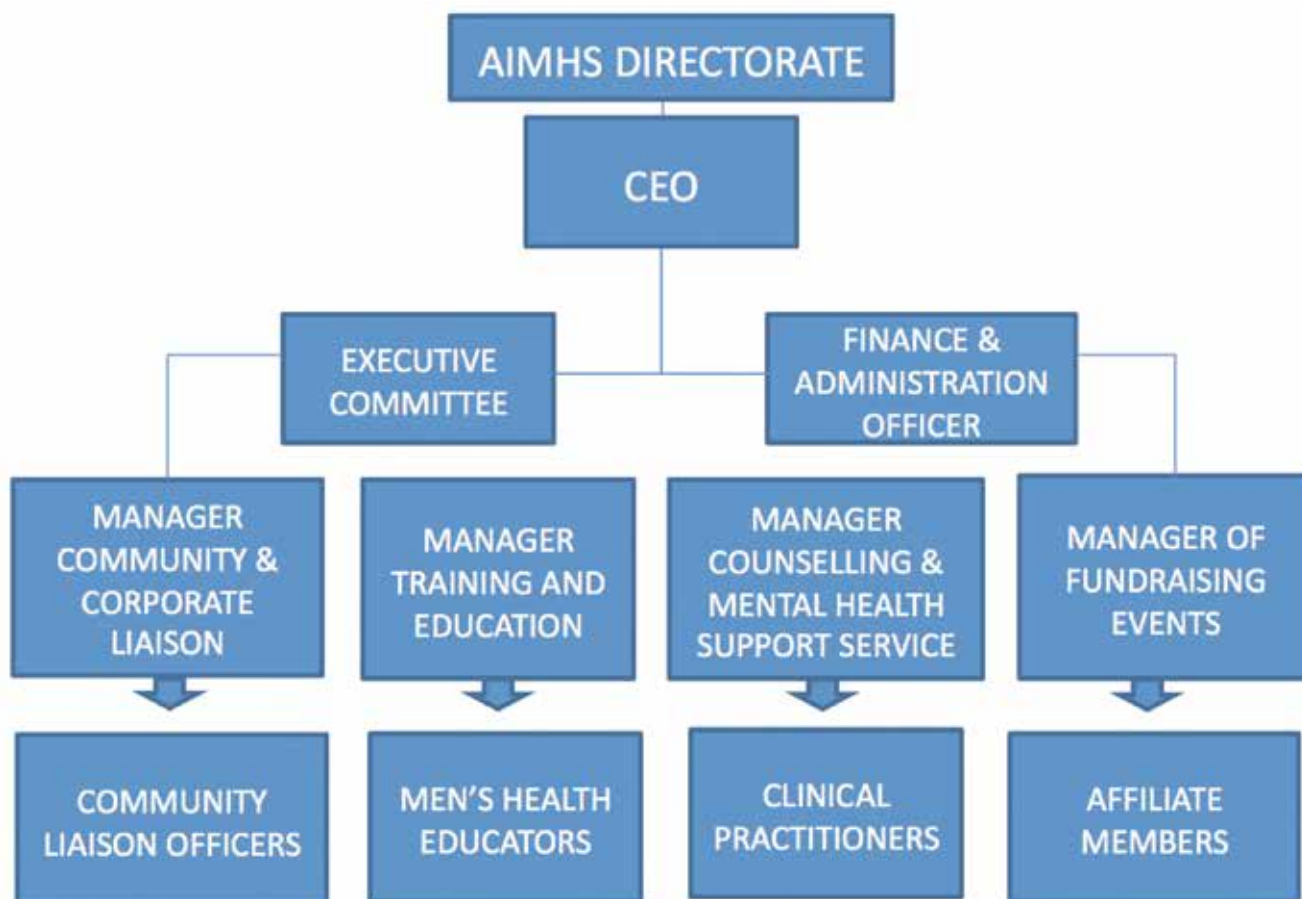 AIMHS DIRECTORATE
CEO
EXECUTIVE
COMMITTEE
FINANCE &
ADMINISTRATION
OFFICER
MANAGER
COMMUNITY &
CORPORATE
LIAISON
MANAGER
TRAINING AND
EDUCATION
MANAGER
COUNSELLING &
MENTAL HEALTH
SUPPORT SERVICE
MANAGER OF
FUNDRAISING
EVENTS
COMMUNITY
LIAISON OFFICERS
MEN'S HEALTH
EDUCATORS
CLINICAL
PRACTITIONERS
AFFILIATE
MEMBERS